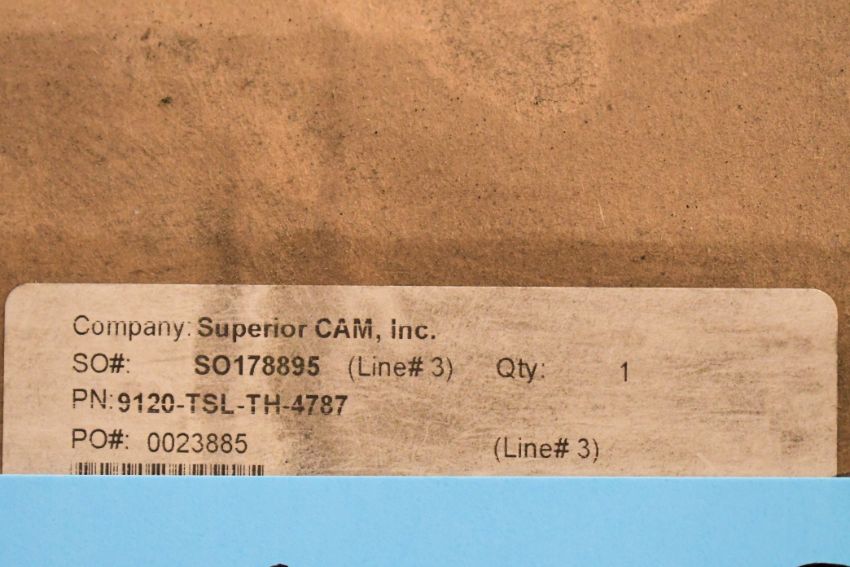 Company: Superior CAM, Inc.
SO#: SO178895 (Line# 3) Qty: 1
PN: 9120-TSL-TH-4787
PO#: 0023885 (Line# 3)